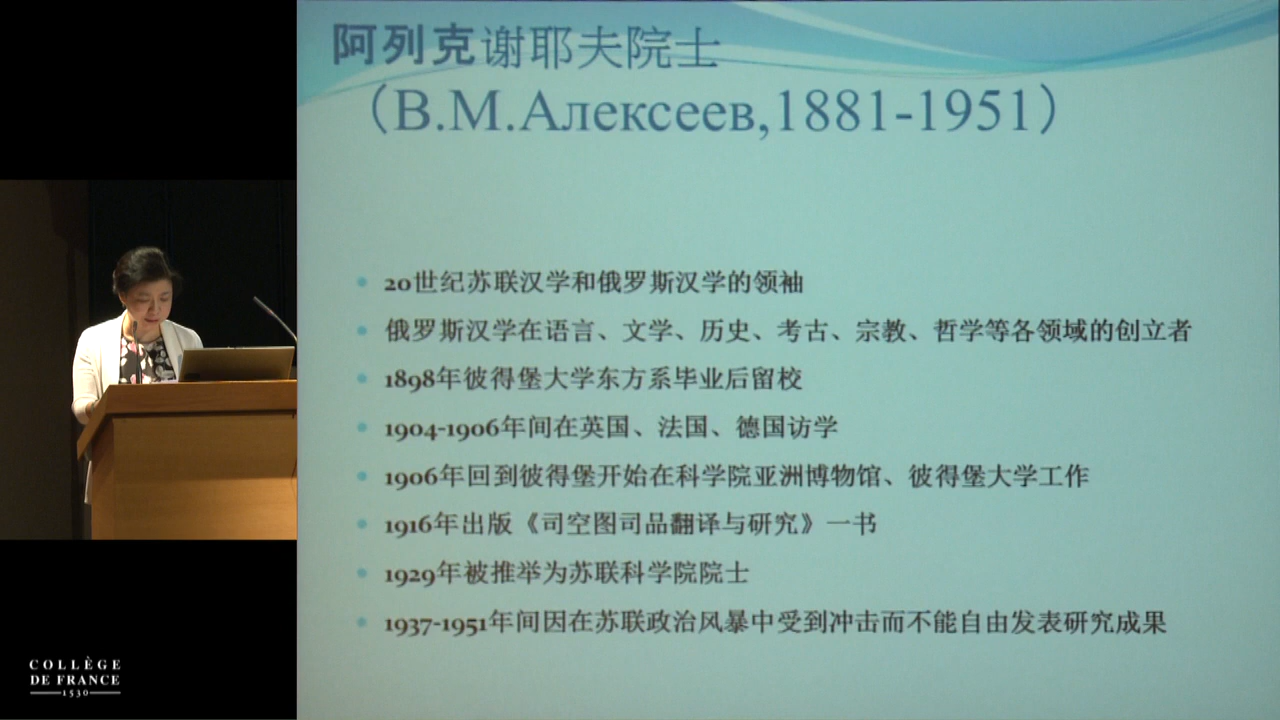 阿列克谢耶夫院士
（В.М.Алексеев,1881-1951）
• 20世纪苏联汉学和俄罗斯汉学的领袖
• 俄罗斯汉学在语言、文学、历史、考古、宗教、哲学等各领域的创立者
• 1898年彼得堡大学东方系毕业后留校
• 1904-1906年间在英国、法国、德国访学
• 1906年回到彼得堡开始在科学院亚洲博物馆、彼得堡大学工作
• 1916年出版《司空图司品翻译与研究》一书
• 1929年被推举为苏联科学院院士
• 1937-1951年间因在苏联政治风暴中受到冲击而不能自由发表研究成果
COLLÈGE
DE FRANCE
1530